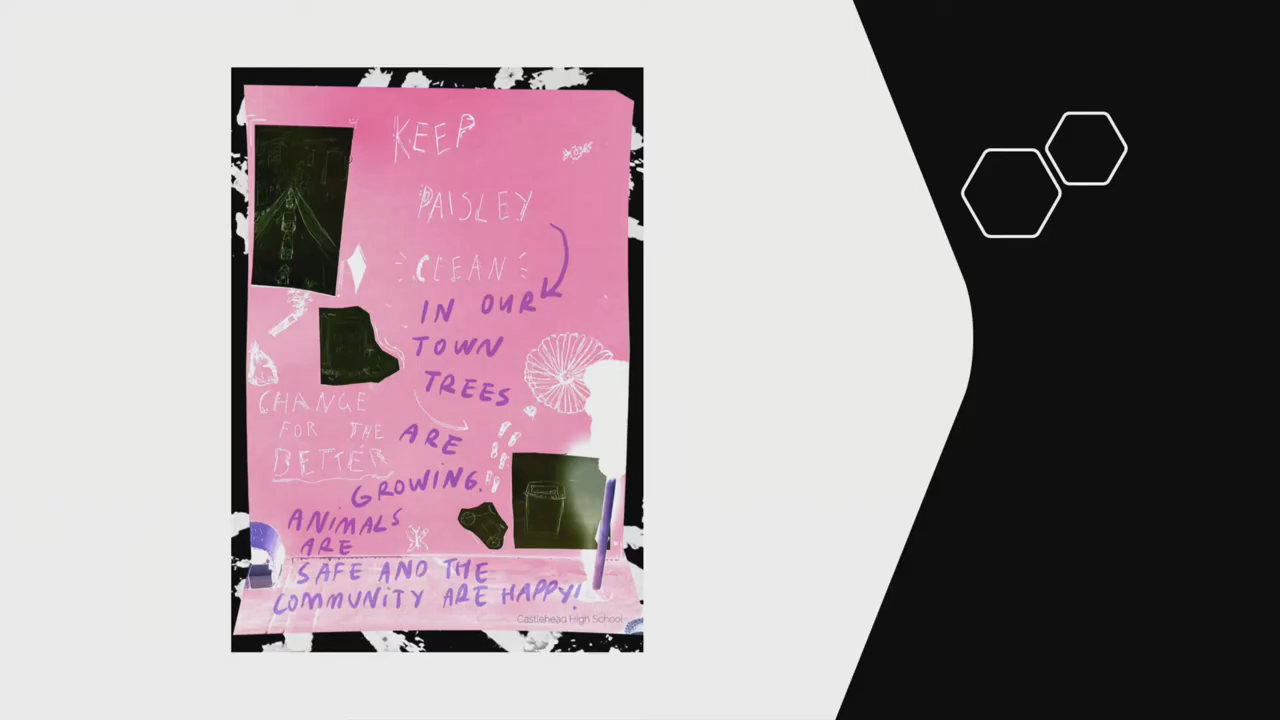 KEEP
PAISLEY
CLEAN
IN OUR
TOWN
TREES
CHANGE
FOR THE
BETTER
ARE
GROWING.
ANIMALS
ARE
SAFE AND THE
COMMUNITY ARE HAPPY!
Castlehead High School